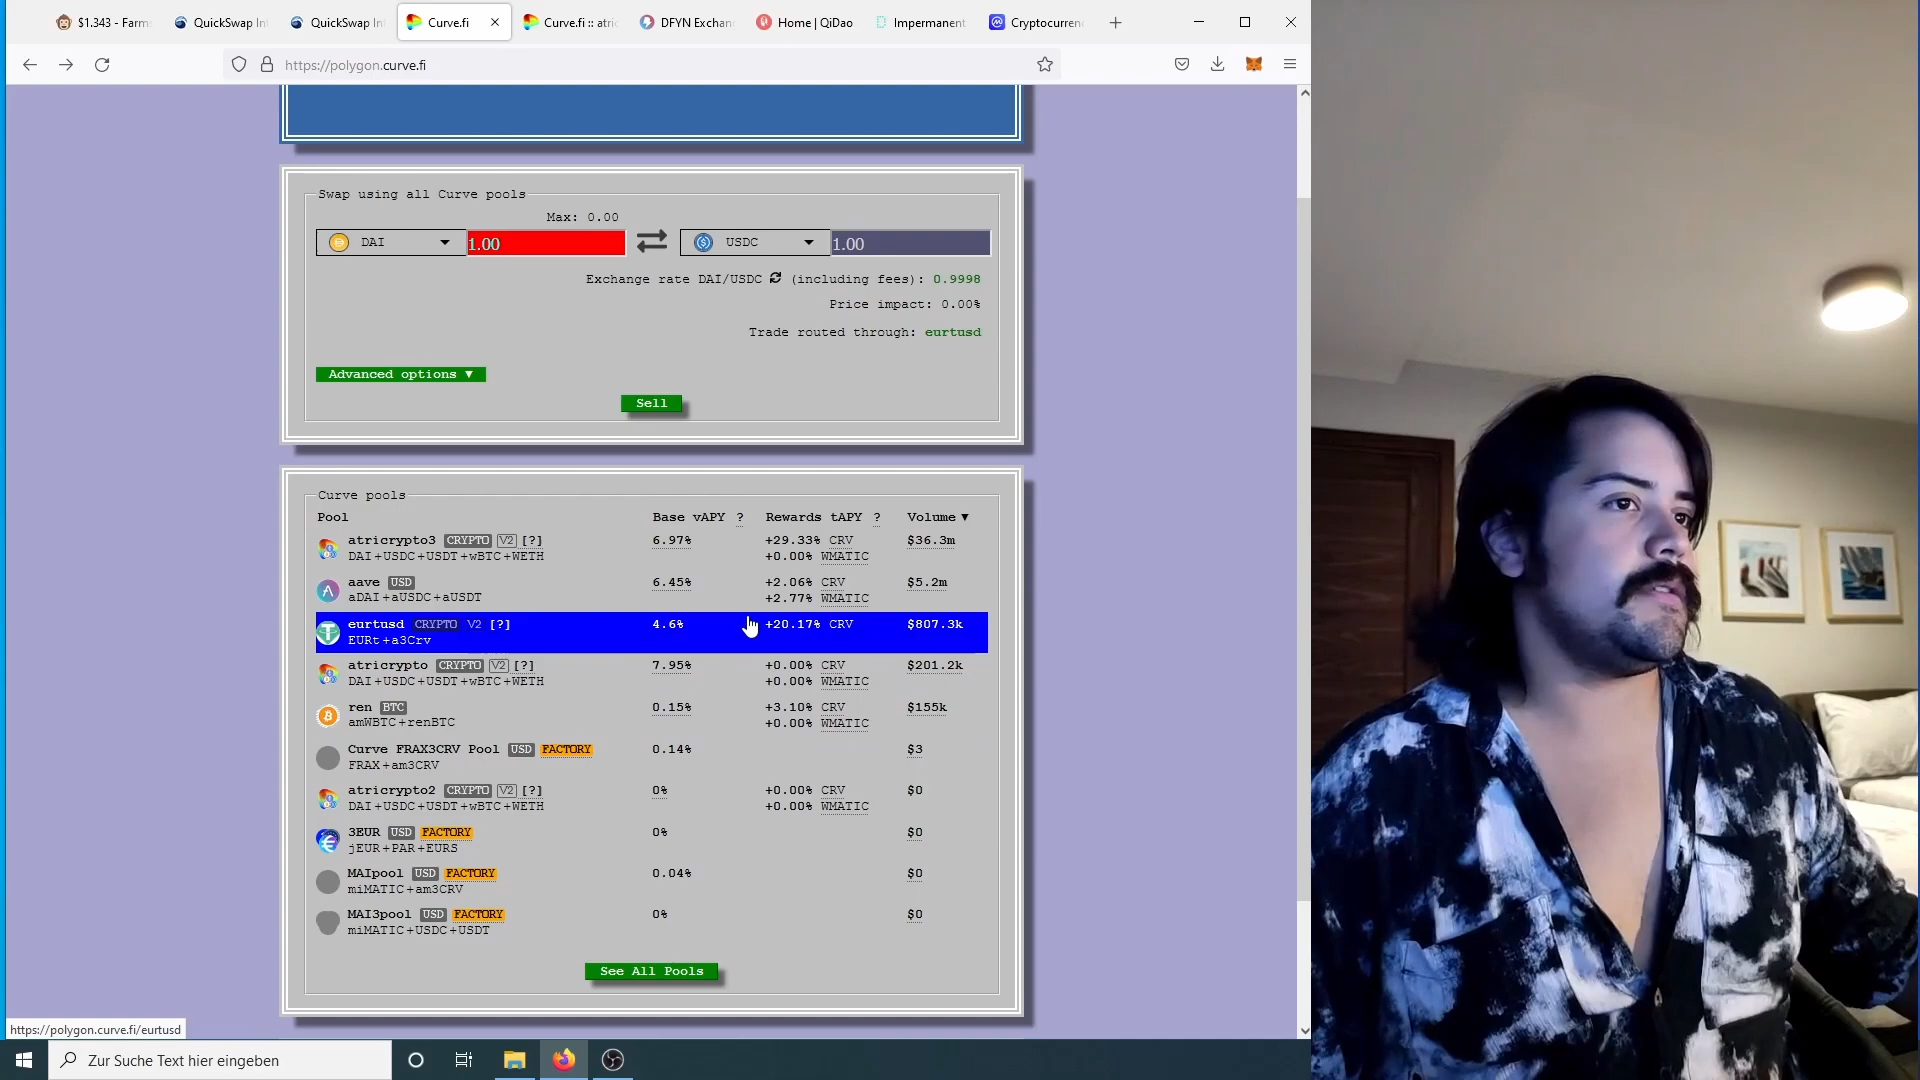 $1.343 - Farms
QuickSwap Int
QuickSwap Int
Curve.fi
Curve.fi :: atric
DFYN Exchang
Home | QiDao
Impermanent
Cryptocurren
https://polygon.curve.fi
Swap using all Curve pools
Max: 0.00
DAI 1.00 USDC 1.00
Exchange rate DAI/USDC (including fees): 0.9998
Price impact: 0.00%
Trade routed through: eurtusd
Advanced options ▼
Sell
Curve pools
Pool Base vAPY ? Rewards tAPY ? Volume ▼
atricrypto3 CRYPTO V2 [?] 6.97% +29.33% CRV $36.3m
DAI+USDC+USDT+wBTC+WETH +0.00% WMATIC
aave USD 6.45% +2.06% CRV $5.2m
aDAI+aUSDC+aUSDT +2.77% WMATIC
eurtusd CRYPTO V2 [?] 4.6% +20.17% CRV $807.3k
EURt+a3Crv
atricrypto CRYPTO V2 [?] 7.95% +0.00% CRV $201.2k
DAI+USDC+USDT+wBTC+WETH +0.00% WMATIC
ren BTC 0.15% +3.10% CRV $155k
amWBTC+renBTC +0.00% WMATIC
Curve FRAX3CRV Pool USD FACTORY 0.14% $3
FRAX+am3CRV
atricrypto2 CRYPTO V2 [?] 0% +0.00% CRV $0
DAI+USDC+USDT+wBTC+WETH +0.00% WMATIC
3EUR USD FACTORY 0% $0
jEUR+PAR+EURS
MAIpool USD FACTORY 0.04% $0
miMATIC+am3CRV
MAI3pool USD FACTORY 0% $0
miMATIC+USDC+USDT
See All Pools
https://polygon.curve.fi/eurtusd
Zur Suche Text hier eingeben